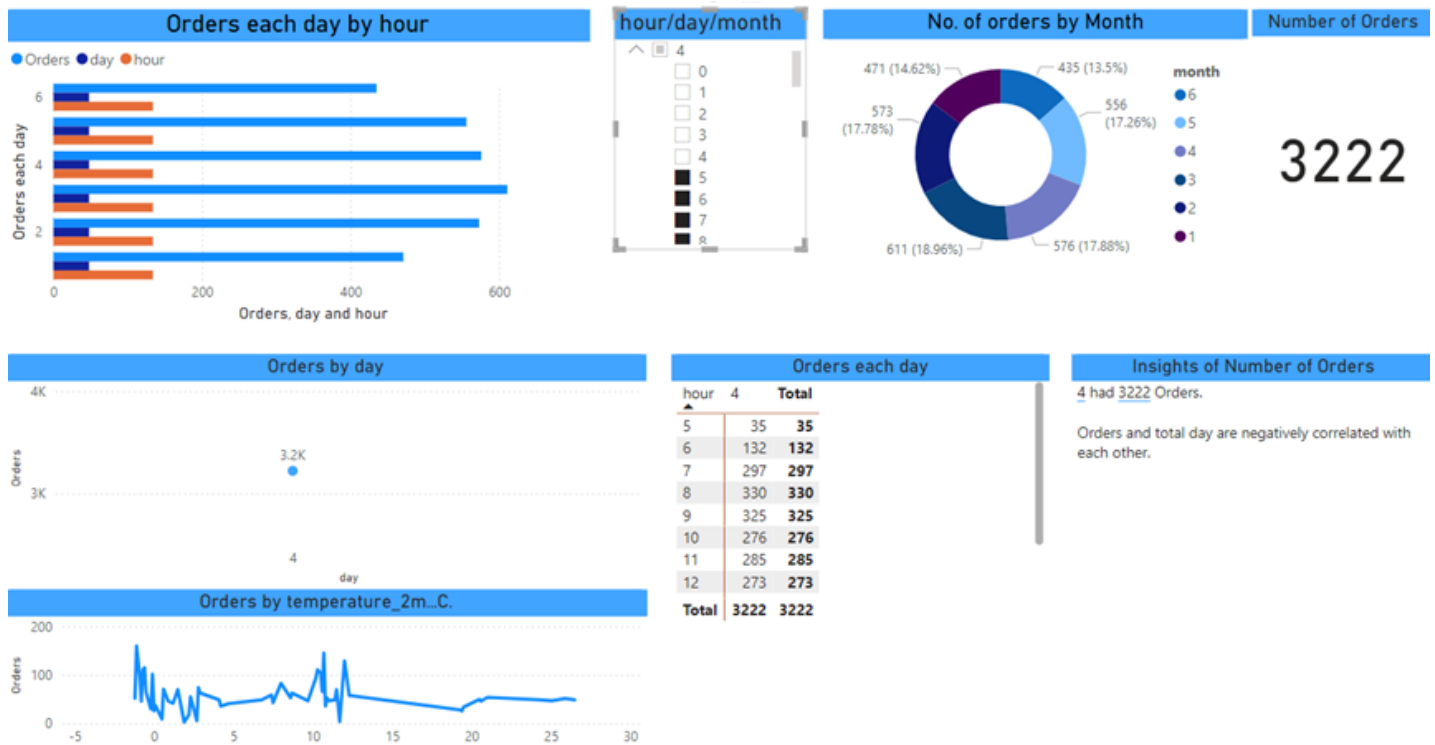 Orders each day by hour
Orders day hour
Orders each day
6
4
2
0 200 400 600
Orders, day and hour
hour/day/month
4
0
1
2
3
4
5
6
7
8
No. of orders by Month
471 (14.62%)
435 (13.5%)
573
(17.78%)
556
(17.26%)
611 (18.96%)
576 (17.88%)
month
6
5
4
3
2
1
Number of Orders
3222
Orders by day
4K
Orders
3.2K
3K
4
day
Orders by temperature_2m...C.
200
Orders
100
0
-5 0 5 10 15 20 25 30
Orders each day
hour 4 Total
5 35 35
6 132 132
7 297 297
8 330 330
9 325 325
10 276 276
11 285 285
12 273 273
Total 3222 3222
Insights of Number of Orders
4 had 3222 Orders.
Orders and total day are negatively correlated with
each other.